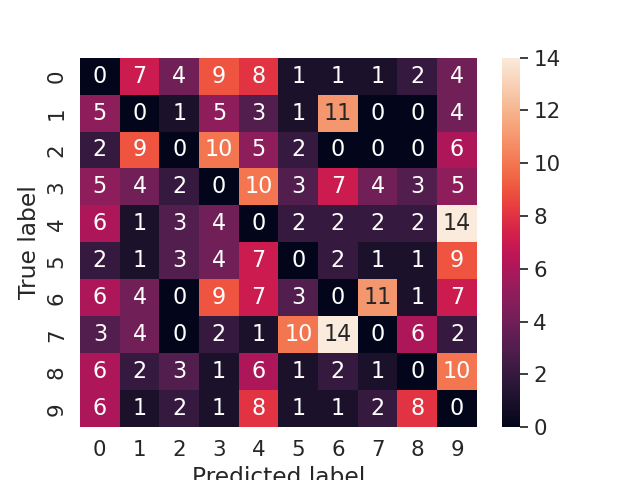 0 0 7 4 9 8 1 1 1 2 4
1 5 0 1 5 3 1 11 0 0 4
2 2 9 0 10 5 2 0 0 0 6
3 5 4 2 0 10 3 7 4 3 5
4 6 1 3 4 0 2 2 2 2 14
5 2 1 3 4 7 0 2 1 1 9
6 6 4 0 9 7 3 0 11 1 7
7 3 4 0 2 1 10 14 0 6 2
8 6 2 3 1 6 1 2 1 0 10
9 6 1 2 1 8 1 1 2 8 0
0 1 2 3 4 5 6 7 8 9
True label
Predicted label
14
12
10
8
6
4
2
0